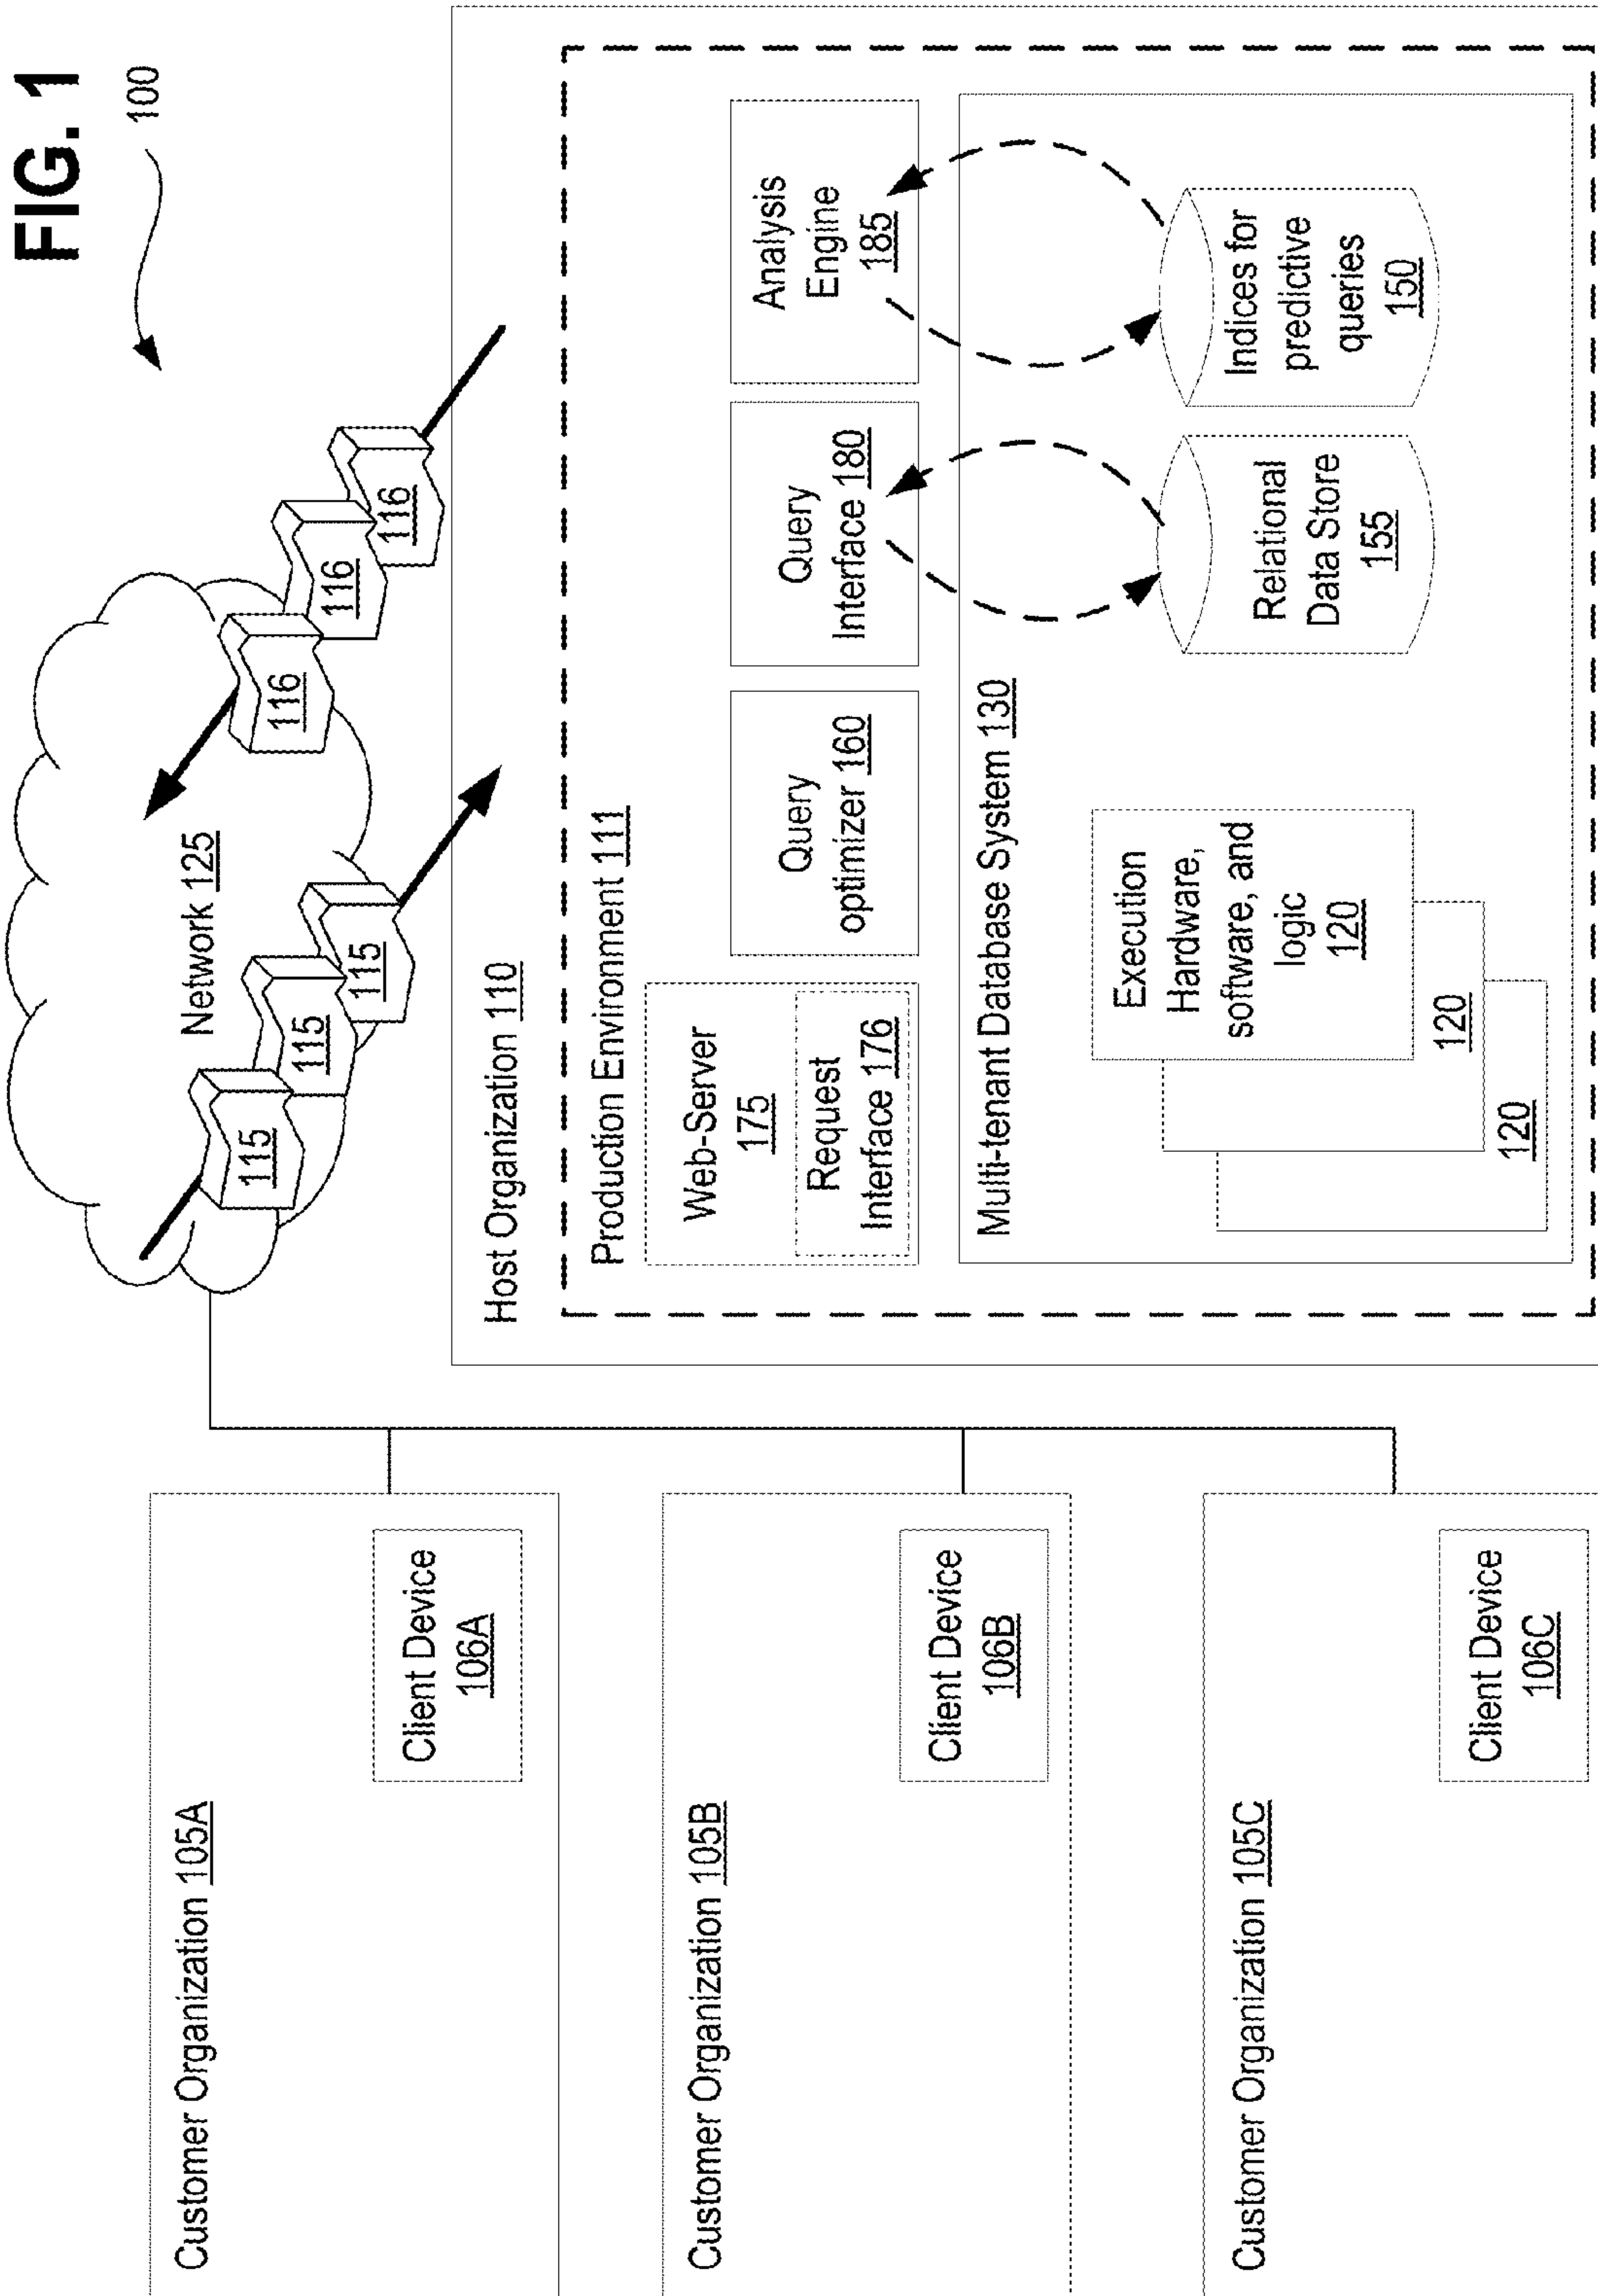 FIG. 1
100
Network 125
115
115
115
116
116
116
Customer Organization 105A
Client Device
106A
Customer Organization 105B
Client Device
106B
Customer Organization 105C
Client Device
106C
Host Organization 110
Production Environment 111
Web-Server
175
Request
Interface 176
Query
optimizer 160
Query
Interface 180
Analysis
Engine
185
Multi-tenant Database System 130
Execution
Hardware,
software, and
logic
120
120
120
Relational
Data Store
155
Indices for
predictive
queries
150